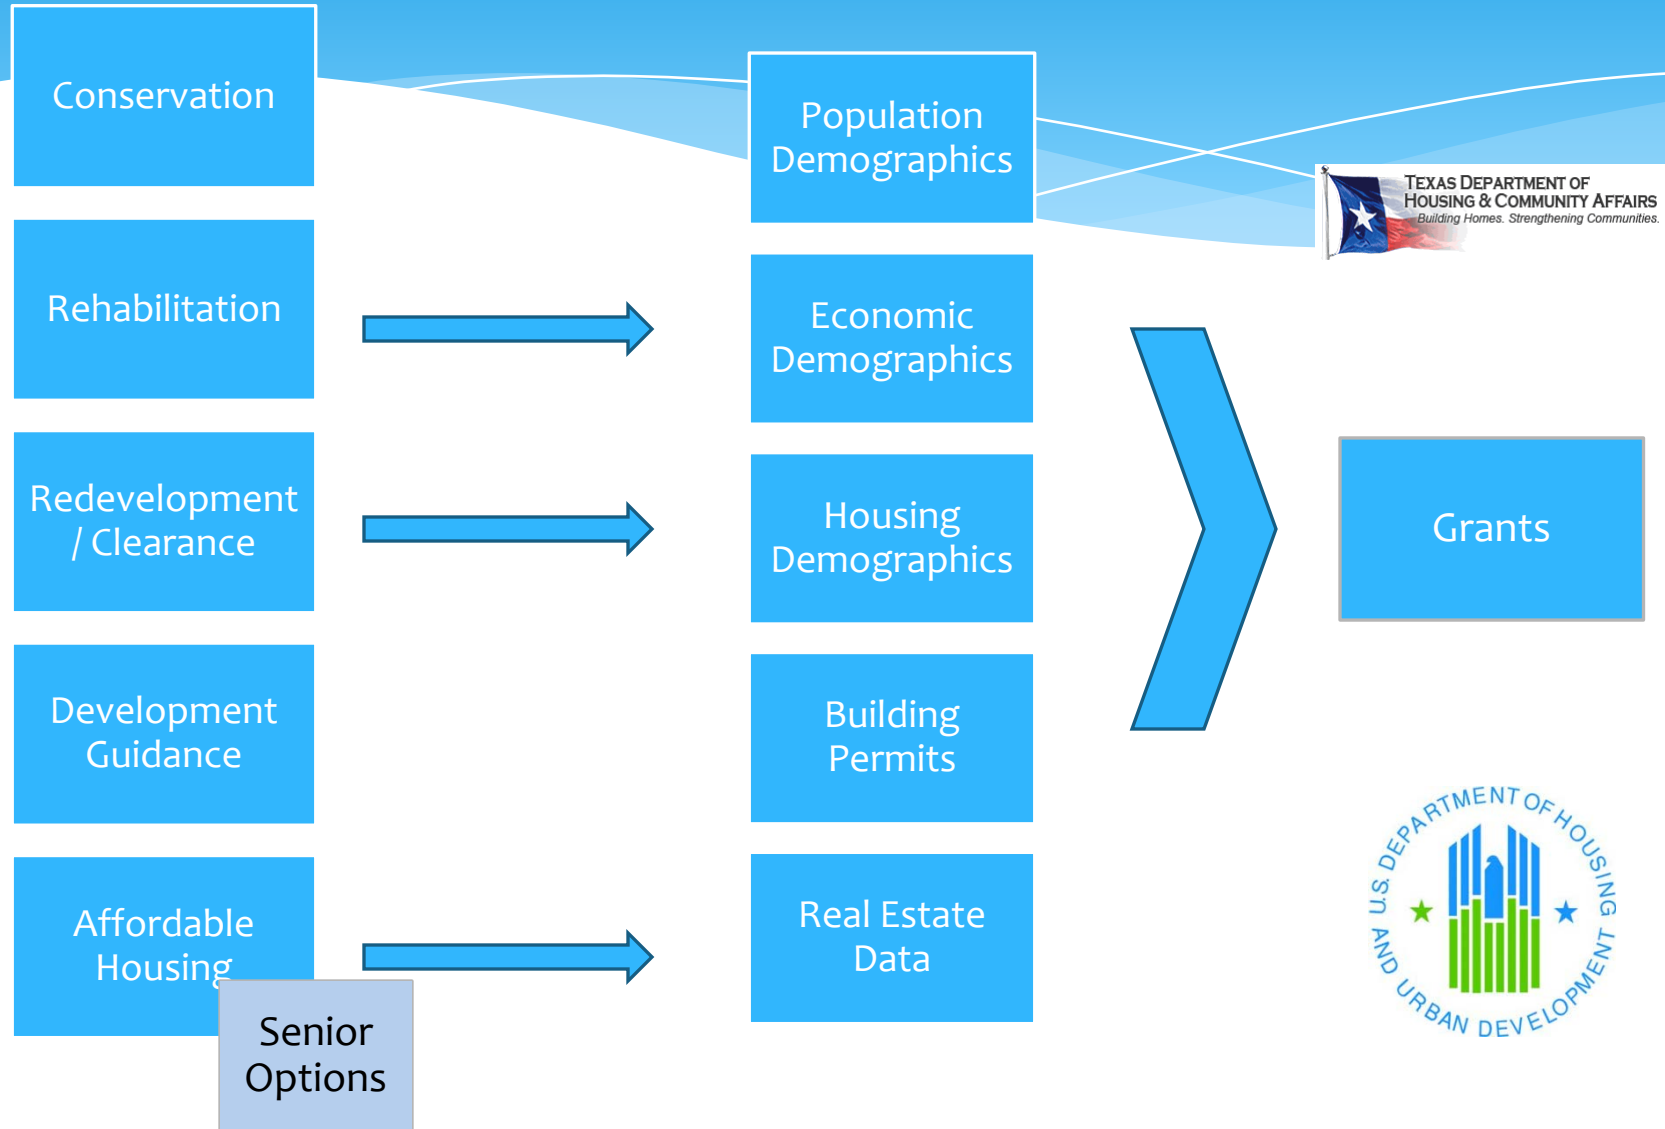 Conservation
Rehabilitation
Redevelopment
/ Clearance
Development
Guidance
Affordable
Housing
Senior
Options
Population
Demographics
Economic
Demographics
Housing
Demographics
Building
Permits
Real Estate
Data
TEXAS DEPARTMENT OF
HOUSING & COMMUNITY AFFAIRS
Building Homes. Strengthening Communities.
Grants
U.S. DEPARTMENT OF HOUSING
AND URBAN DEVELOPMENT